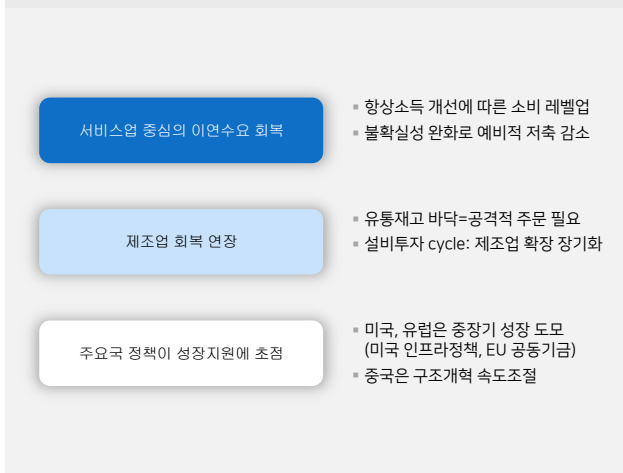 서비스업 중심의 이연수요 회복
▪ 항상소득 개선에 따른 소비 레벨업
▪ 불확실성 완화로 예비적 저축 감소
제조업 회복 연장
▪ 유통재고 바닥=공격적 주문 필요
▪ 설비투자 cycle: 제조업 확장 장기화
주요국 정책이 성장지원에 초점
▪ 미국, 유럽은 중장기 성장 도모
(미국 인프라정책, EU 공동기금)
▪ 중국은 구조개혁 속도조절